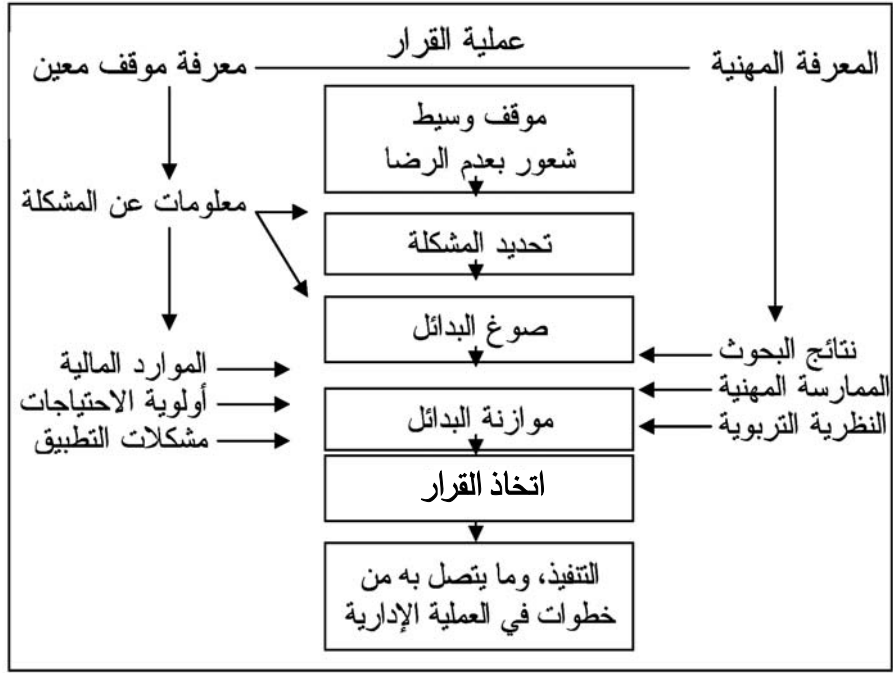 عملية القرار
المعرفة المهنية
معرفة موقف معين
موقف وسيط
شعور بعدم الرضا
معلومات عن المشكلة
تحديد المشكلة
صوغ البدائل
نتائج البحوث
الممارسة المهنية
النظرية التربوية
الموارد المالية
أولوية الاحتياجات
مشكلات التطبيق
موازنة البدائل
اتخاذ القرار
التنفيذ، وما يتصل به من
خطوات في العملية الإدارية